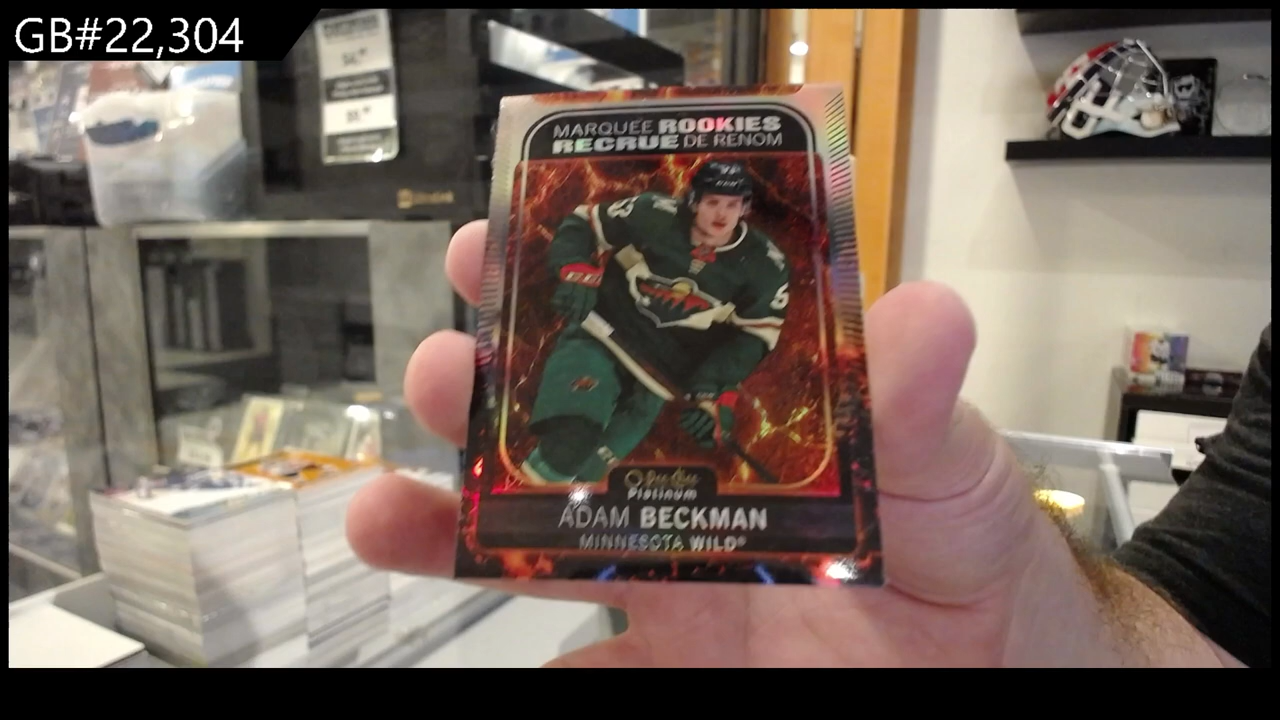 GB#22,304
MARQUEE ROOKIES
RECRUE DE RENOM
O-Pee-Chee
Platinum
ADAM BECKMAN
MINNESOTA WILD®